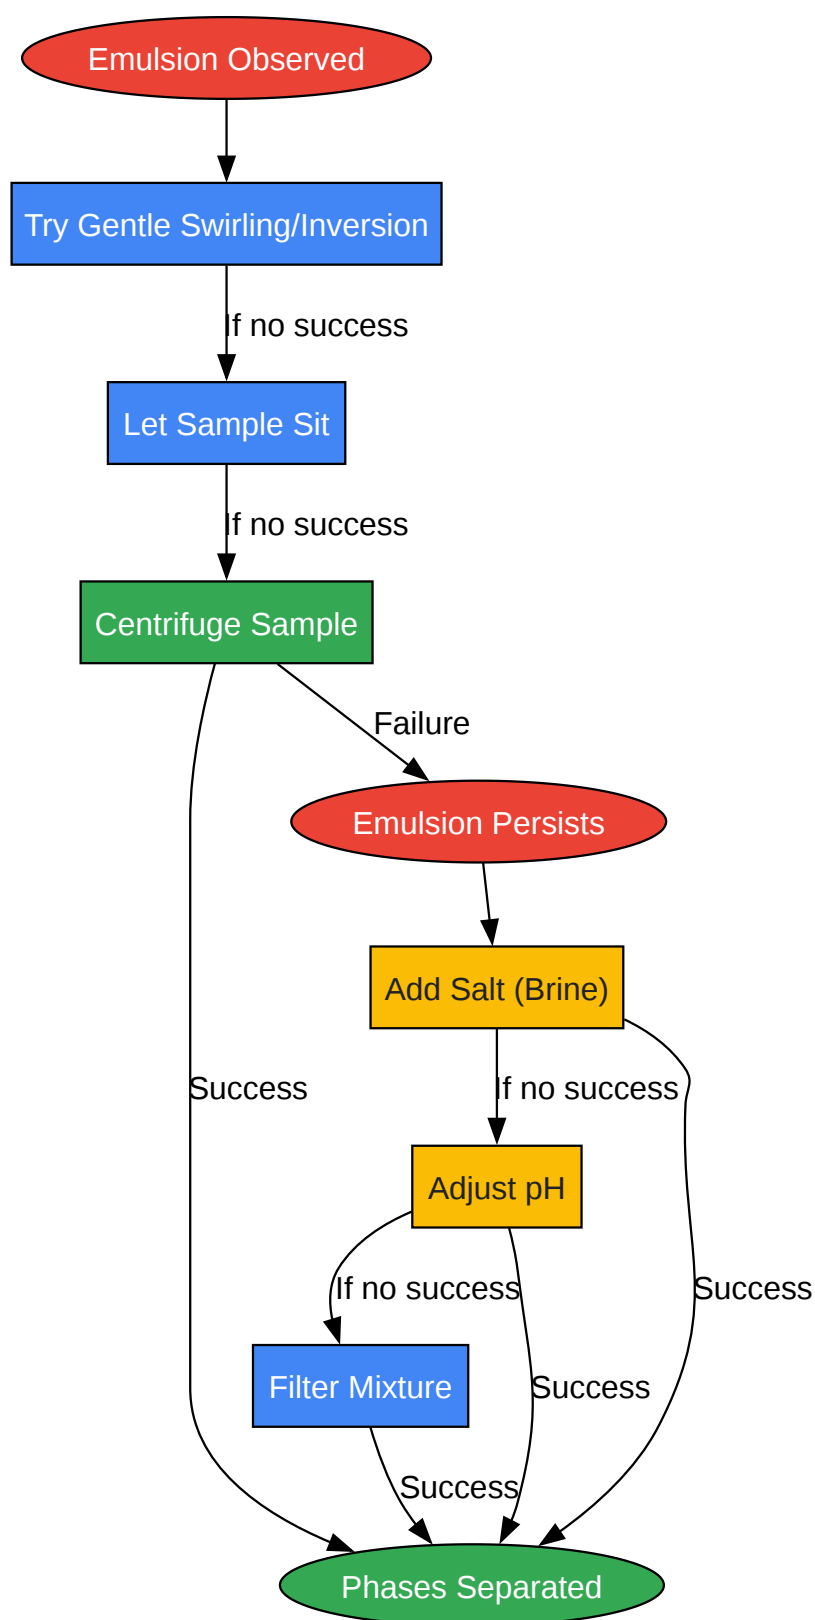 Emulsion Observed
Try Gentle Swirling/Inversion
If no success
Let Sample Sit
If no success
Centrifuge Sample
Failure
Emulsion Persists
Add Salt (Brine)
Success
If no success
Adjust pH
If no success
Success
Filter Mixture
Success
Success
Phases Separated